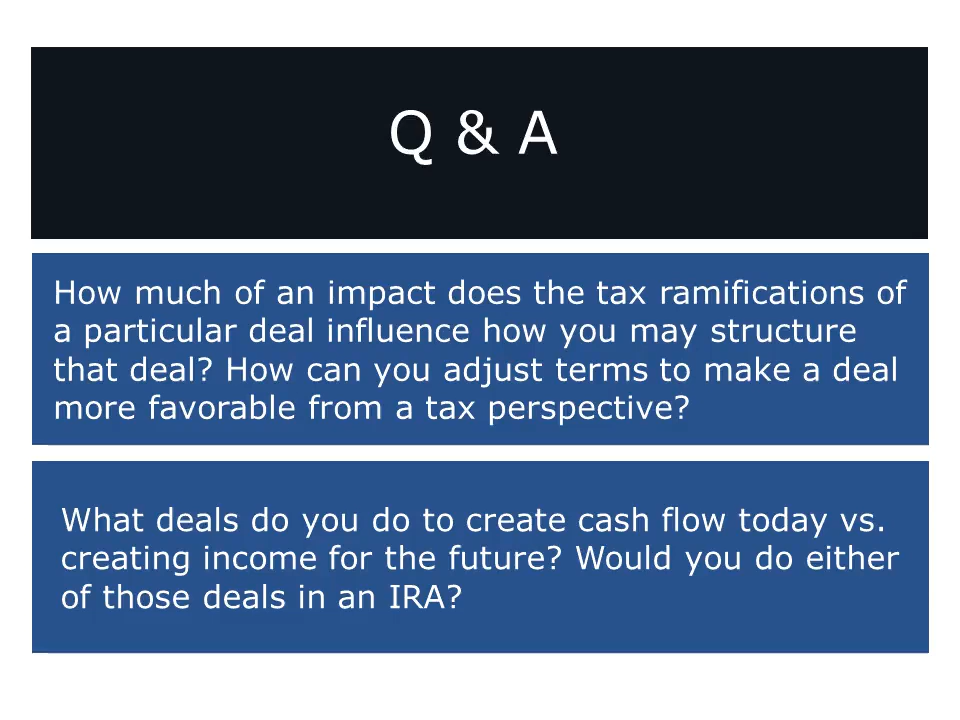 Q & A
How much of an impact does the tax ramifications of
a particular deal influence how you may structure
that deal? How can you adjust terms to make a deal
more favorable from a tax perspective?
What deals do you do to create cash flow today vs.
creating income for the future? Would you do either
of those deals in an IRA?